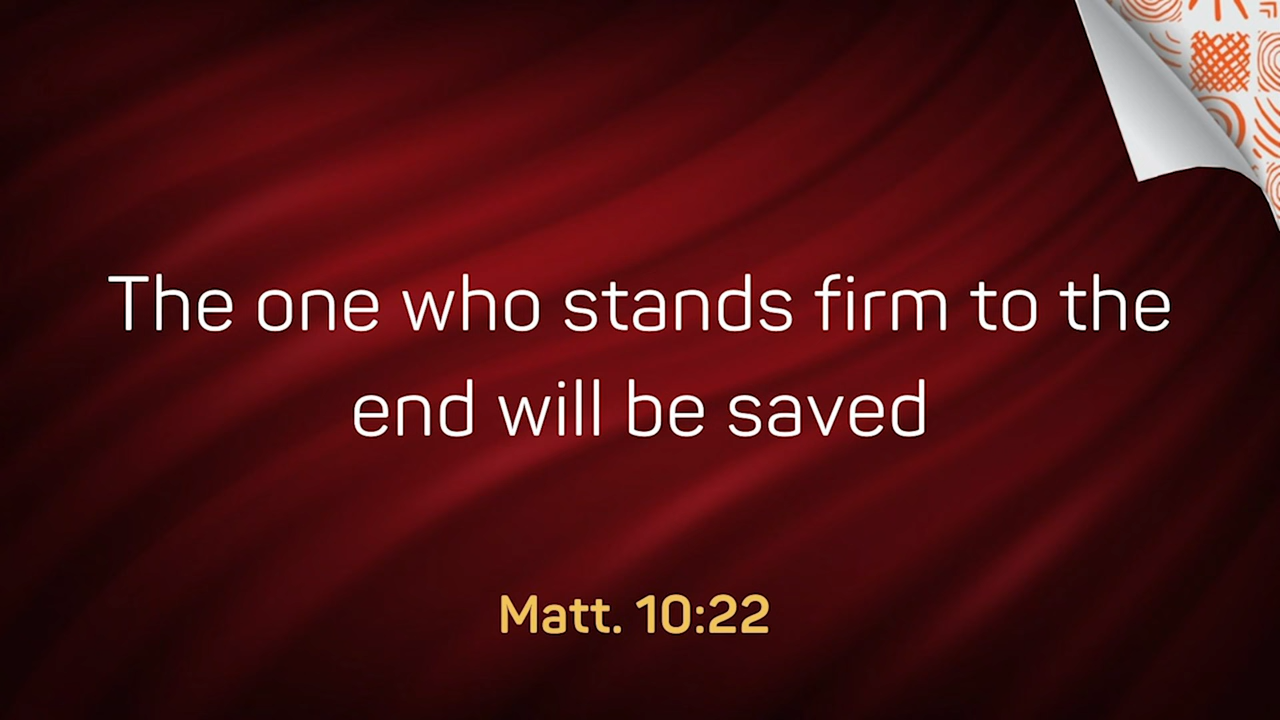 The one who stands firm to the
end will be saved
Matt. 10:22